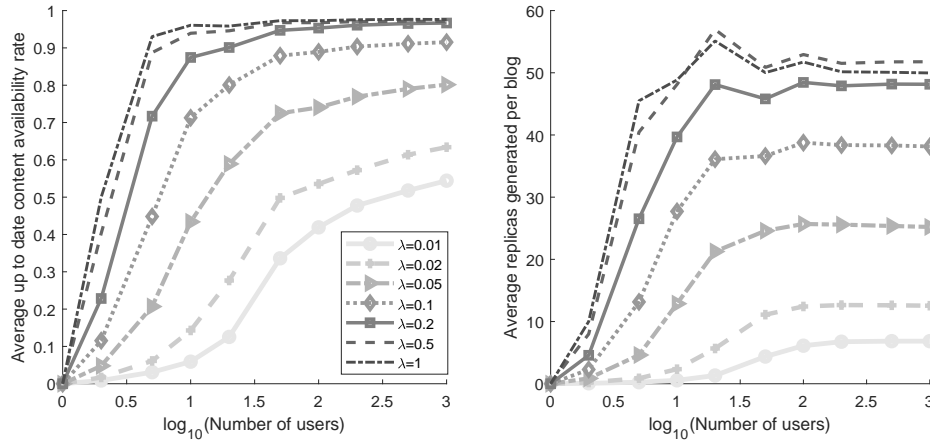 Average up to date content availability rate
1
0.9
0.8
0.7
0.6
0.5
0.4
0.3
0.2
0.1
0
0 0.5 1 1.5 2 2.5 3
log10(Number of users)
λ=0.01
λ=0.02
λ=0.05
λ=0.1
λ=0.2
λ=0.5
λ=1
Average replicas generated per blog
60
50
40
30
20
10
0
0 0.5 1 1.5 2 2.5 3
log10(Number of users)